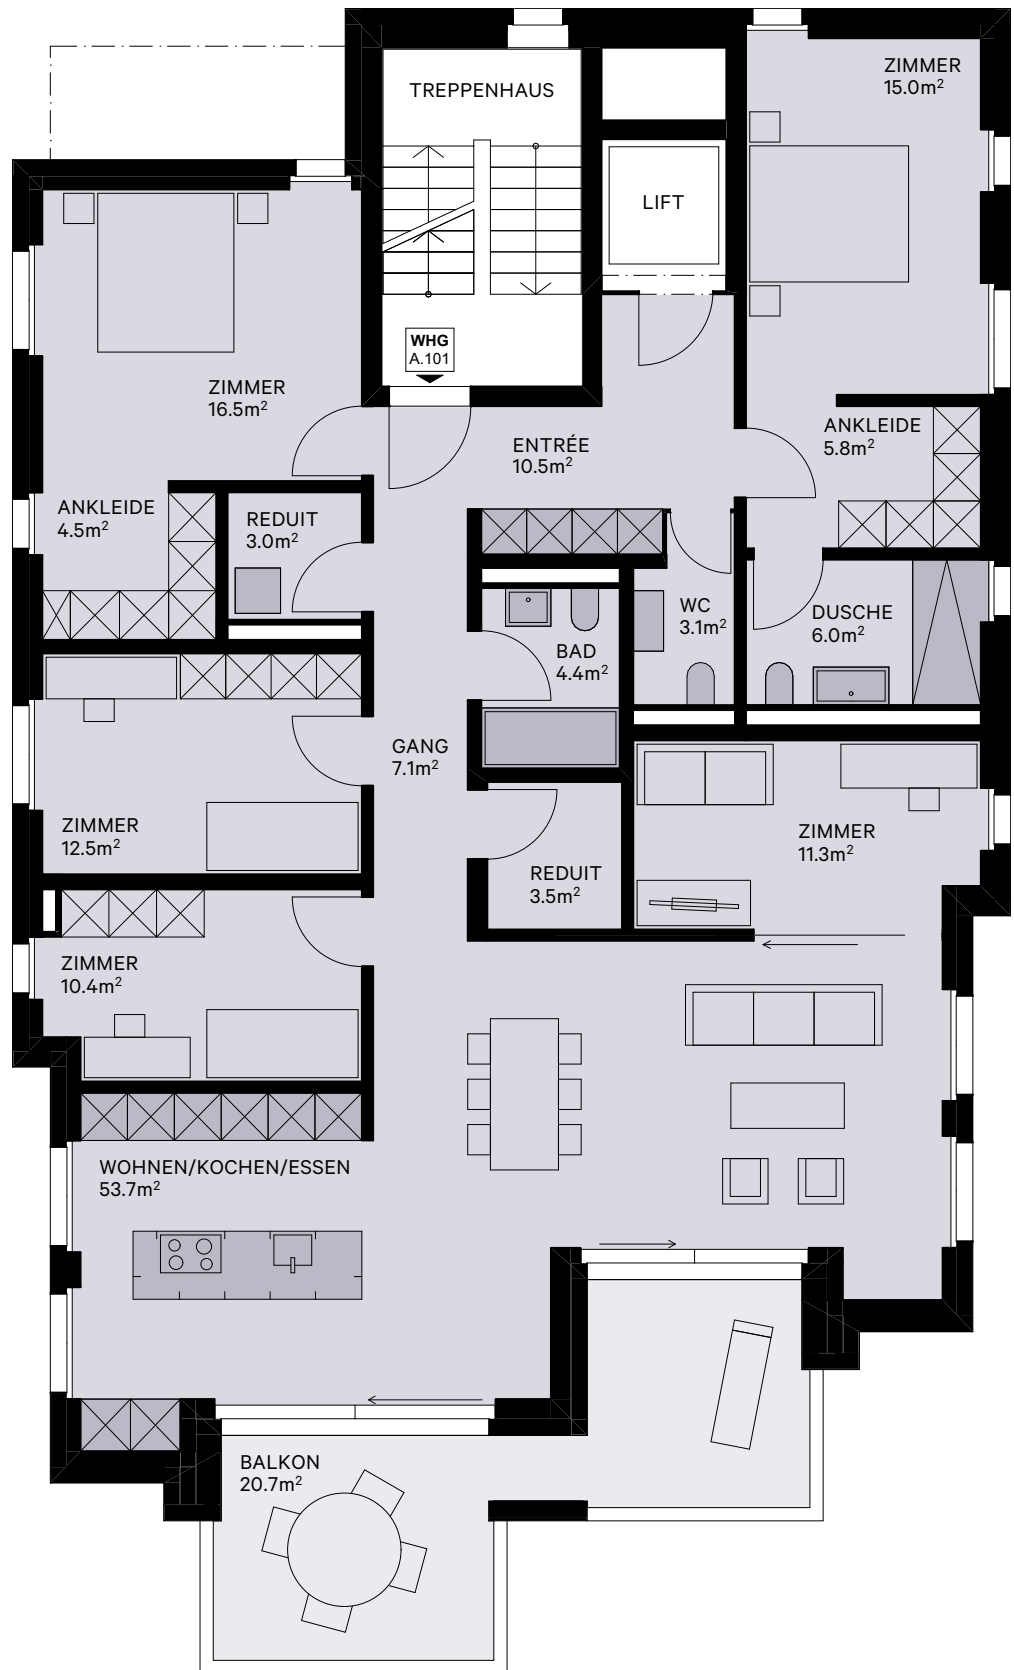 ZIMMER
15.0m²
TREPPENHAUS
LIFT
WHG
A.101
ZIMMER
16.5m²
ANKLEIDE
5.8m²
ENTRÉE
10.5m²
ANKLEIDE
4.5m²
REDUIT
3.0m²
WC
3.1m²
DUSCHE
6.0m²
BAD
4.4m²
GANG
7.1m²
ZIMMER
12.5m²
ZIMMER
11.3m²
REDUIT
3.5m²
ZIMMER
10.4m²
WOHNEN/KOCHEN/ESSEN
53.7m²
BALKON
20.7m²